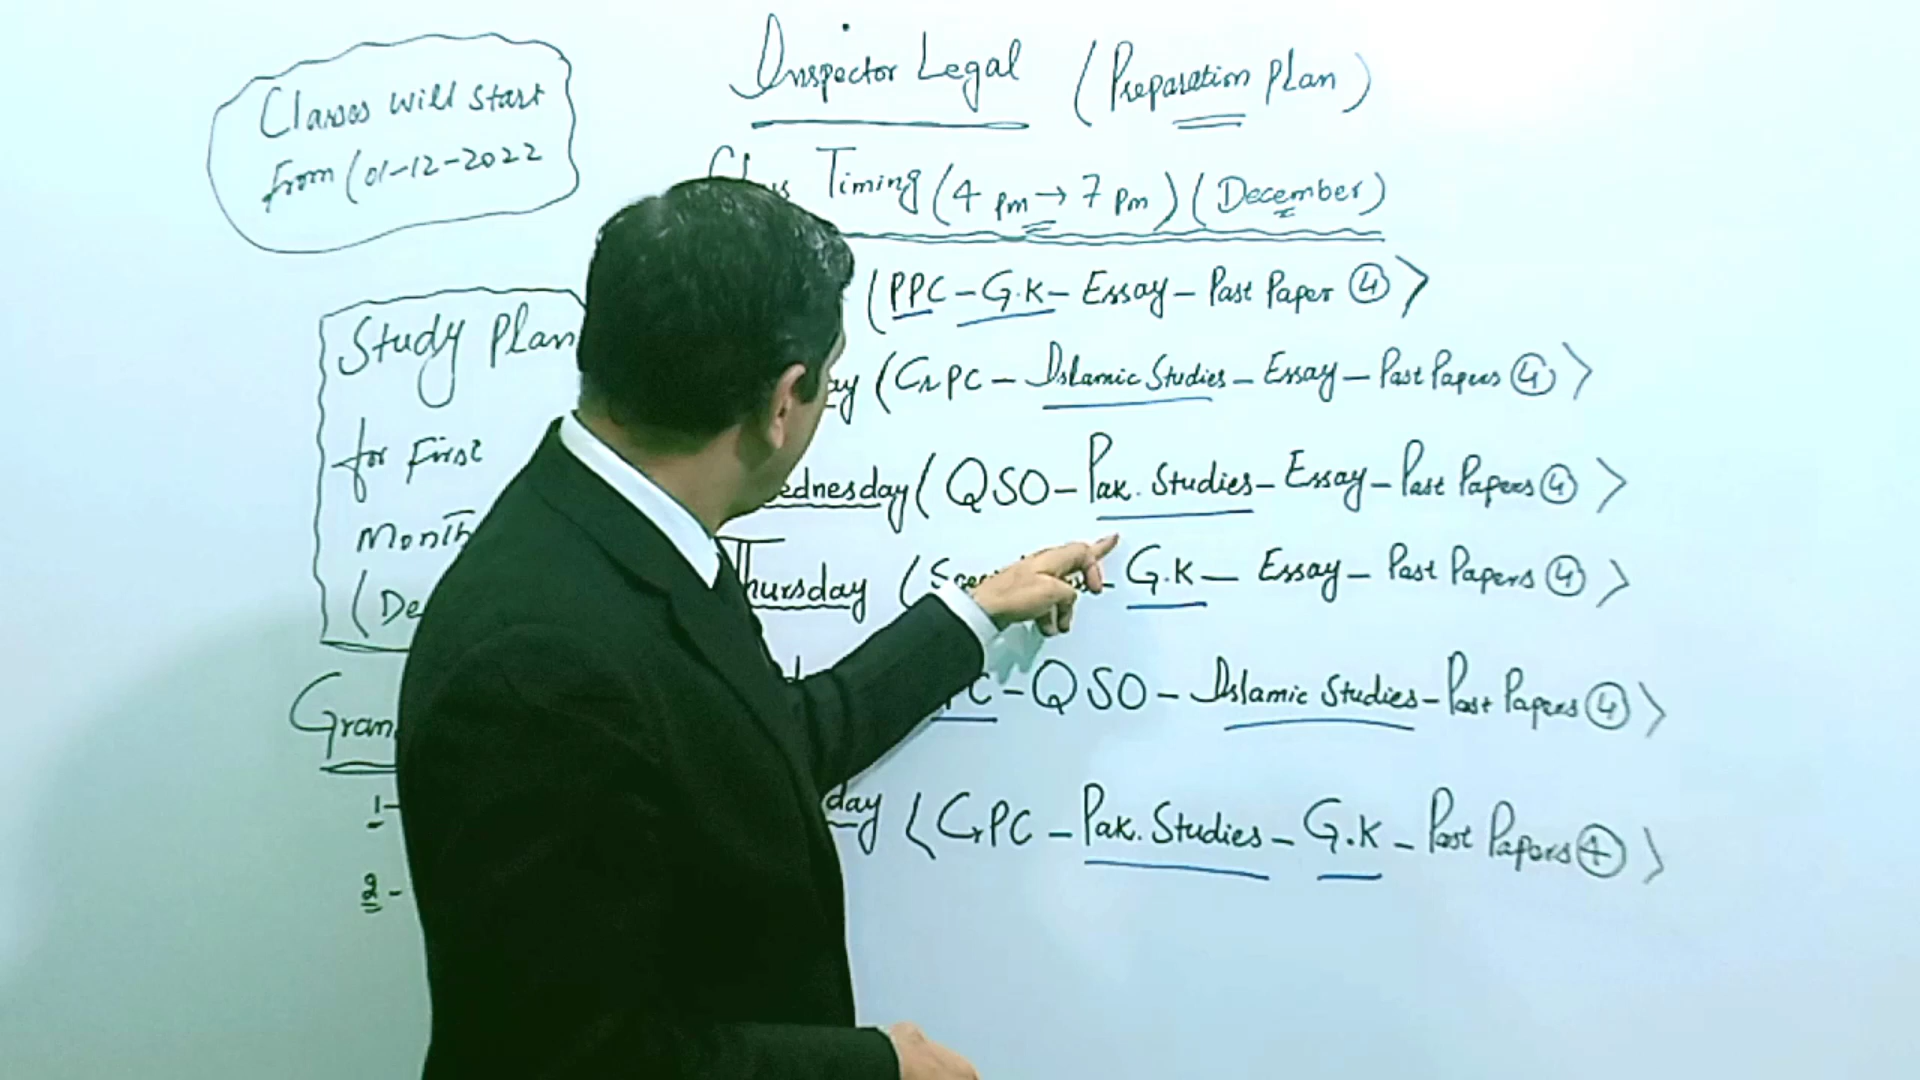 Inspector Legal (Preparation Plan)
Classes will start
From (01-12-2022
Class Timing (4 pm → 7 pm) (December)
(PPC - G.K - Essay - Past Paper 4>
ay (CrPC - Islamic Studies - Essay - Past Papers 4>
ednesday (QSO - Pak. Studies - Essay - Past Papers 4>
Thursday ( - G.K - Essay - Past Papers 4>
PC - QSO - Islamic Studies - Past Papers 4>
day <CrPC - Pak. Studies - G.K - Past Papers 4>
Study Plan
for First
Month
(De
Gram
1-
2-